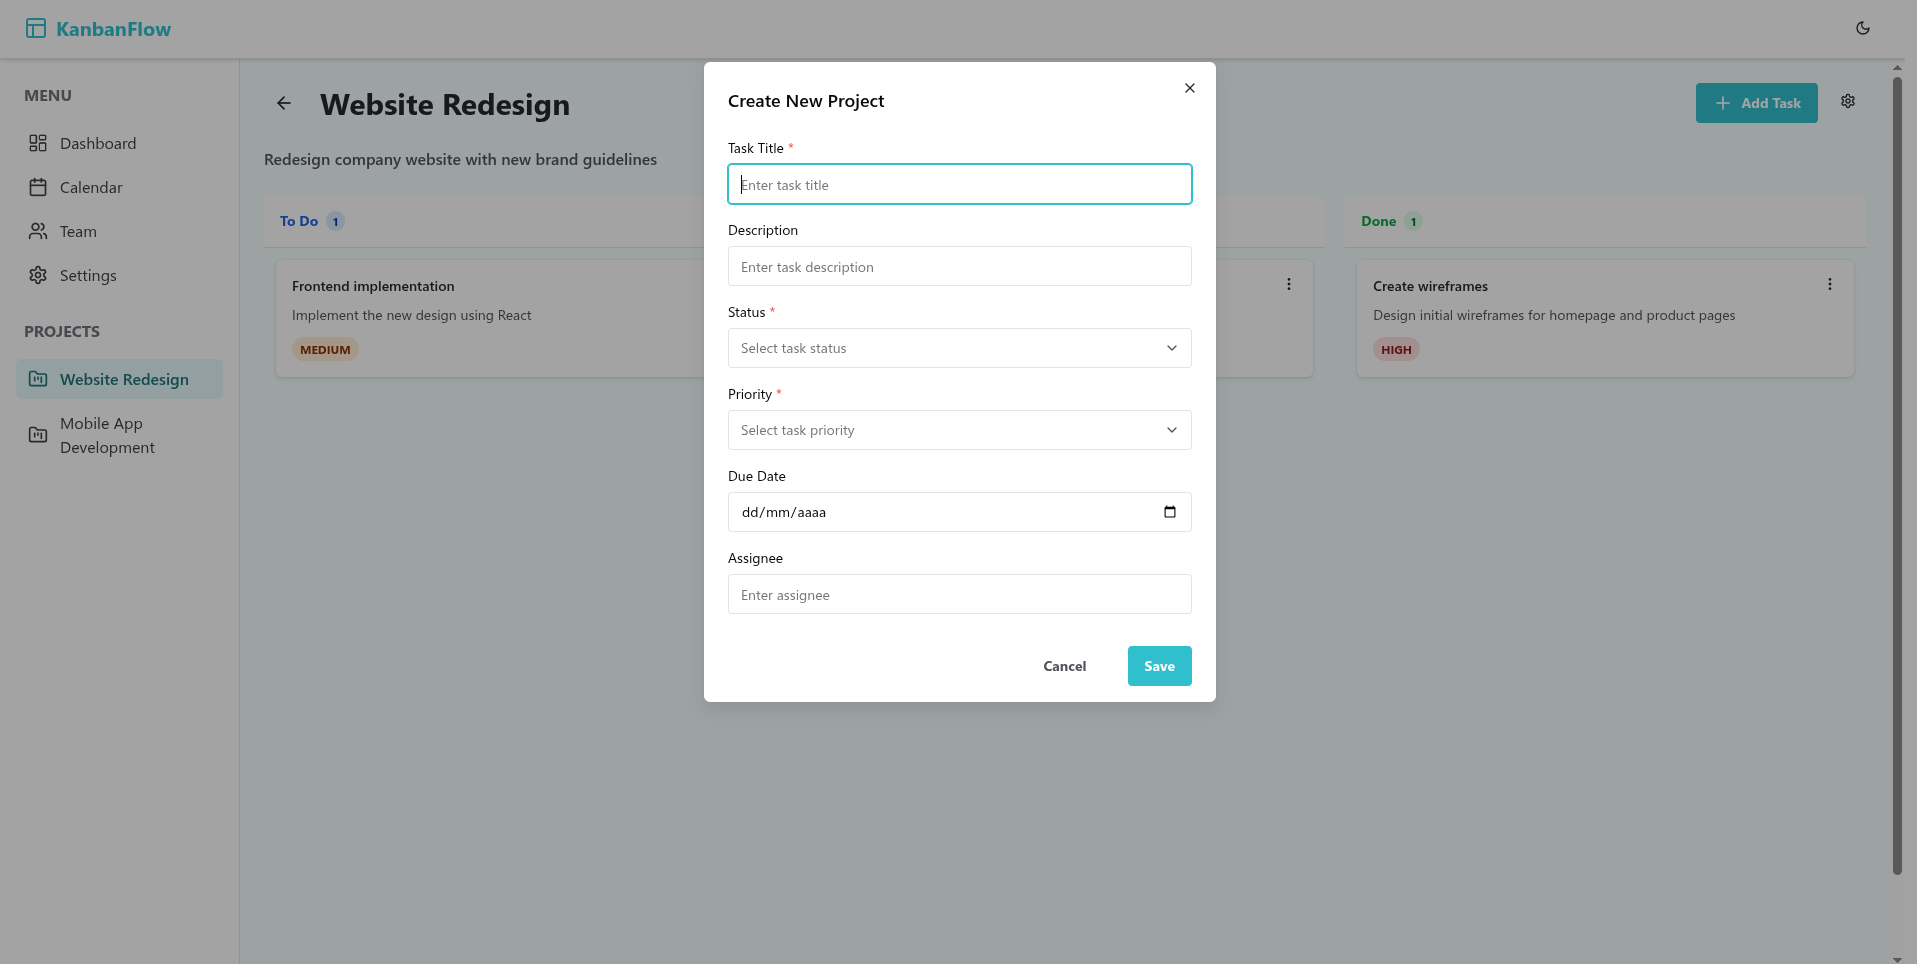 KanbanFlow
MENU
Dashboard
Calendar
Team
Settings
PROJECTS
Website Redesign
Mobile App
Development
Website Redesign
Add Task
Redesign company website with new brand guidelines
To Do 1
Frontend implementation
Implement the new design using React
MEDIUM
Done 1
Create wireframes
Design initial wireframes for homepage and product pages
HIGH
Create New Project
Task Title *
Enter task title
Description
Enter task description
Status *
Select task status
Priority *
Select task priority
Due Date
dd/mm/aaaa
Assignee
Enter assignee
Cancel
Save